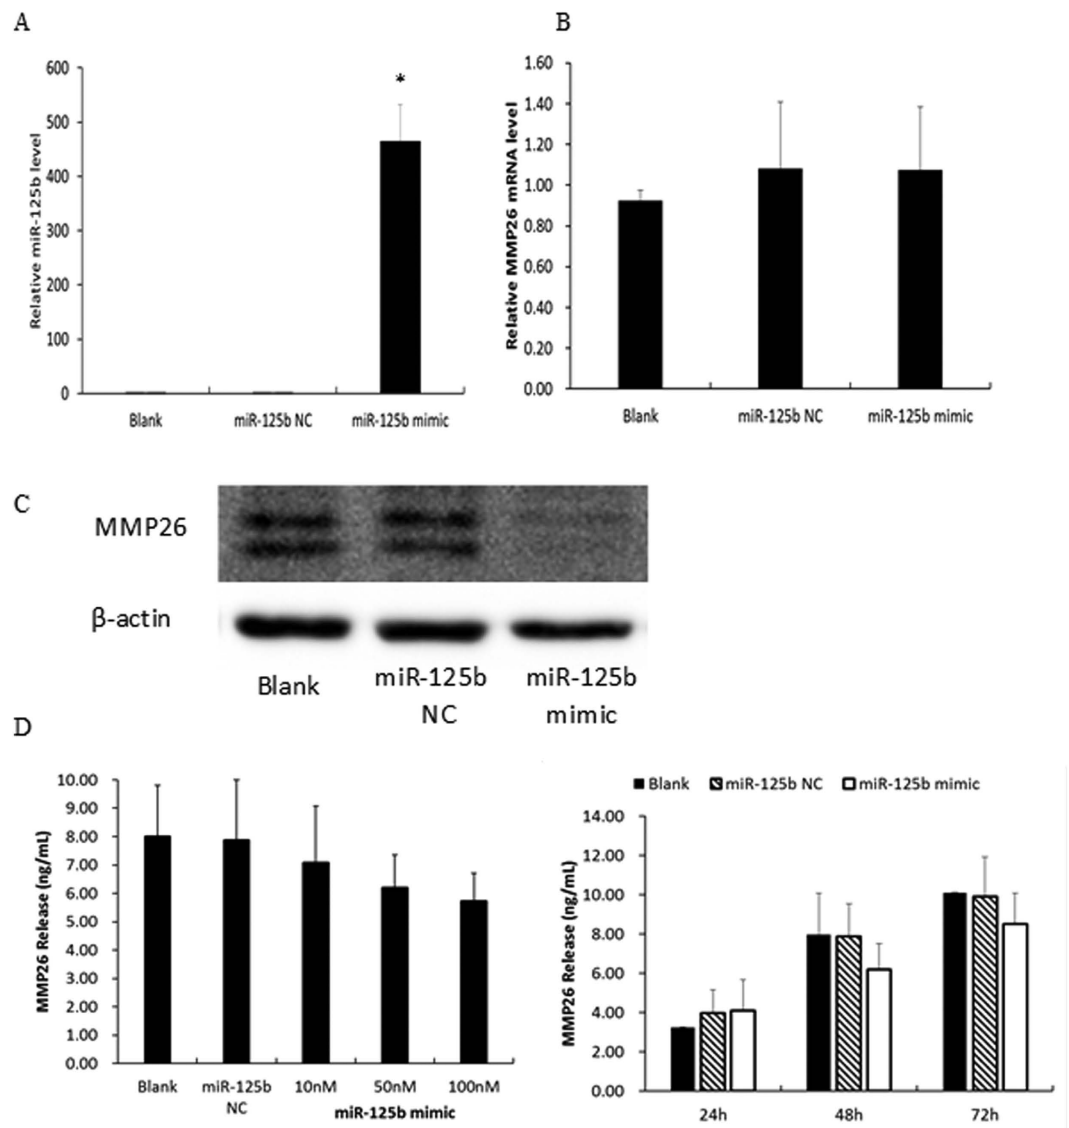 A
Relative miR-125b level
600
500
400
300
200
100
0
*
Blank
miR-125b NC
miR-125b mimic
B
Relative MMP26 mRNA level
1.60
1.40
1.20
1.00
0.80
0.60
0.40
0.20
0.00
Blank
miR-125b NC
miR-125b mimic
C
MMP26
β-actin
Blank
miR-125b
NC
miR-125b
mimic
D
MMP26 Release (ng/mL)
10.00
9.00
8.00
7.00
6.00
5.00
4.00
3.00
2.00
1.00
0.00
Blank
miR-125b
NC
10nM
50nM
100nM
miR-125b mimic
Blank
miR-125b NC
miR-125b mimic
MMP26 Release (ng/mL)
14.00
12.00
10.00
8.00
6.00
4.00
2.00
0.00
24h
48h
72h